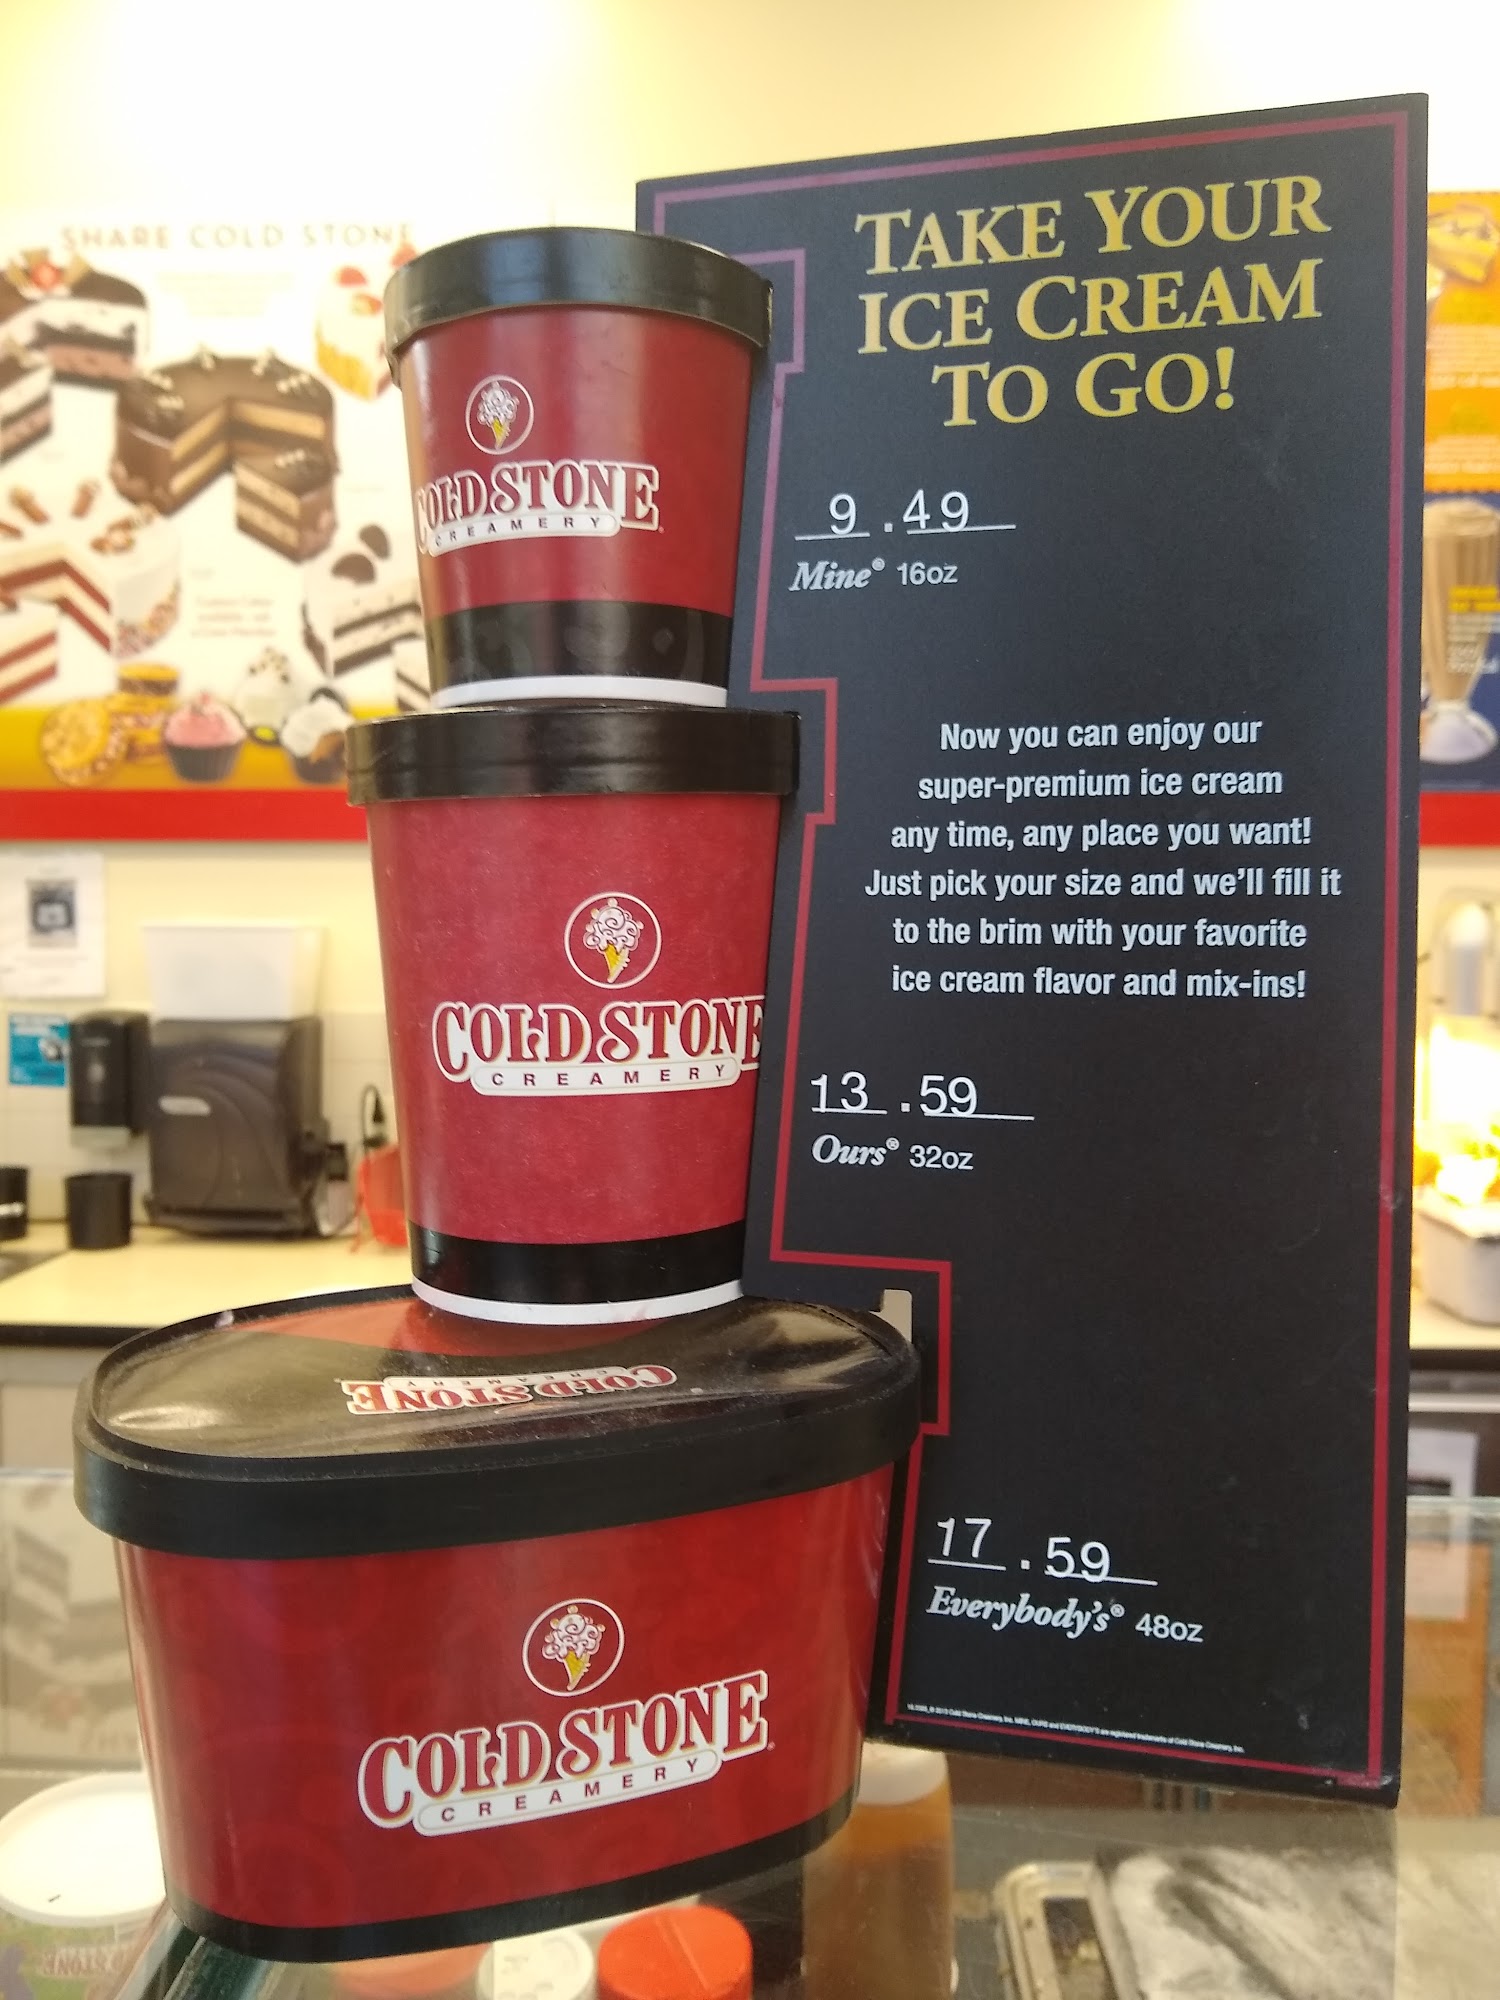 SHARE COLD STONE
TAKE YOUR
ICE CREAM
TO GO!
9.49
Mine® 16oz
Now you can enjoy our
super-premium ice cream
any time, any place you want!
Just pick your size and we'll fill it
to the brim with your favorite
ice cream flavor and mix-ins!
13.59
Ours® 32oz
17.59
Everybody's® 48oz
COLD STONE
CREAMERY
COLD STONE
CREAMERY
COLD STONE
CREAMERY
COLD STONE
CREAMERY